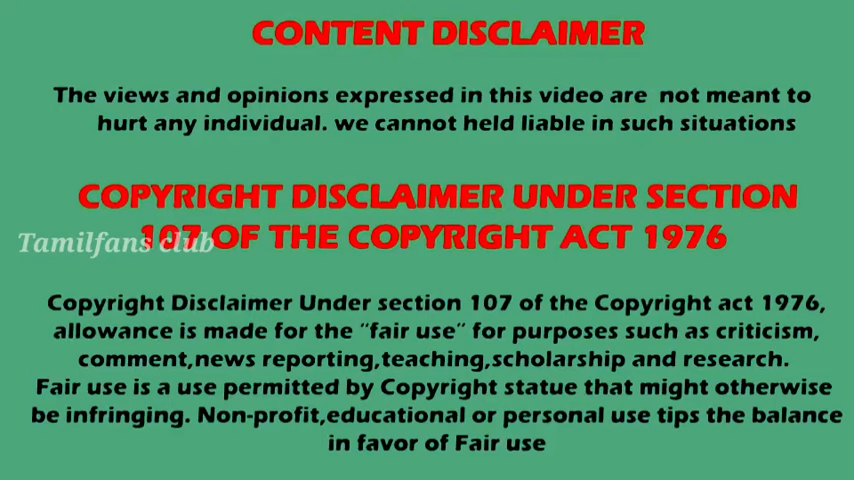 CONTENT DISCLAIMER
The views and opinions expressed in this video are not meant to
hurt any individual. we cannot held liable in such situations
COPYRIGHT DISCLAIMER UNDER SECTION
107 OF THE COPYRIGHT ACT 1976
Tamilfans club
Copyright Disclaimer Under section 107 of the Copyright act 1976,
allowance is made for the "fair use" for purposes such as criticism,
comment,news reporting,teaching,scholarship and research.
Fair use is a use permitted by Copyright statue that might otherwise
be infringing. Non-profit,educational or personal use tips the balance
in favor of Fair use